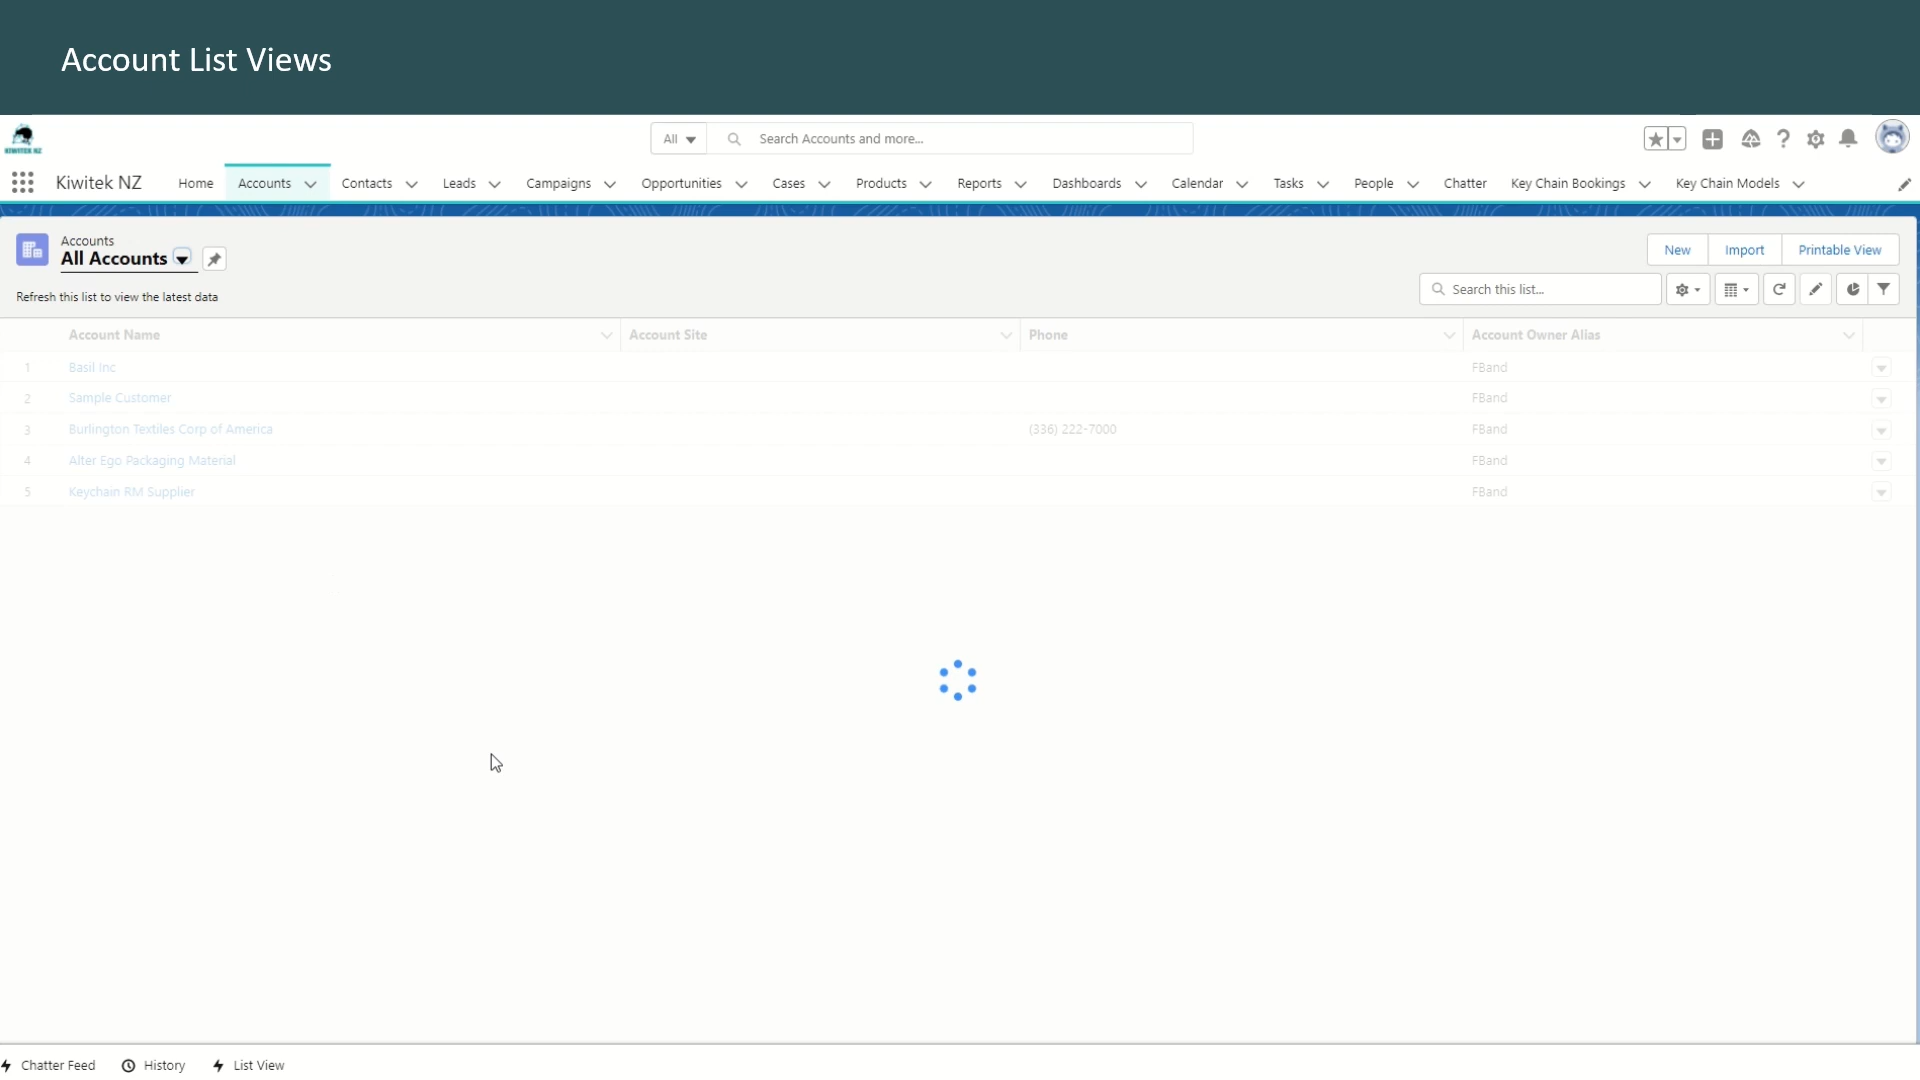 Account List Views
KIWITEK NZ
All
Search Accounts and more...
Kiwitek NZ
Home
Accounts
Contacts
Leads
Campaigns
Opportunities
Cases
Products
Reports
Dashboards
Calendar
Tasks
People
Chatter
Key Chain Bookings
Key Chain Models
Accounts
All Accounts
New
Import
Printable View
Refresh this list to view the latest data
Search this list...
Account Name
Account Site
Phone
Account Owner Alias
1 Basil Inc FBand
2 Sample Customer FBand
3 Burlington Textiles Corp of America (336) 222-7000 FBand
4 Alter Ego Packaging Material FBand
5 Keychain RM Supplier FBand
Chatter Feed
History
List View